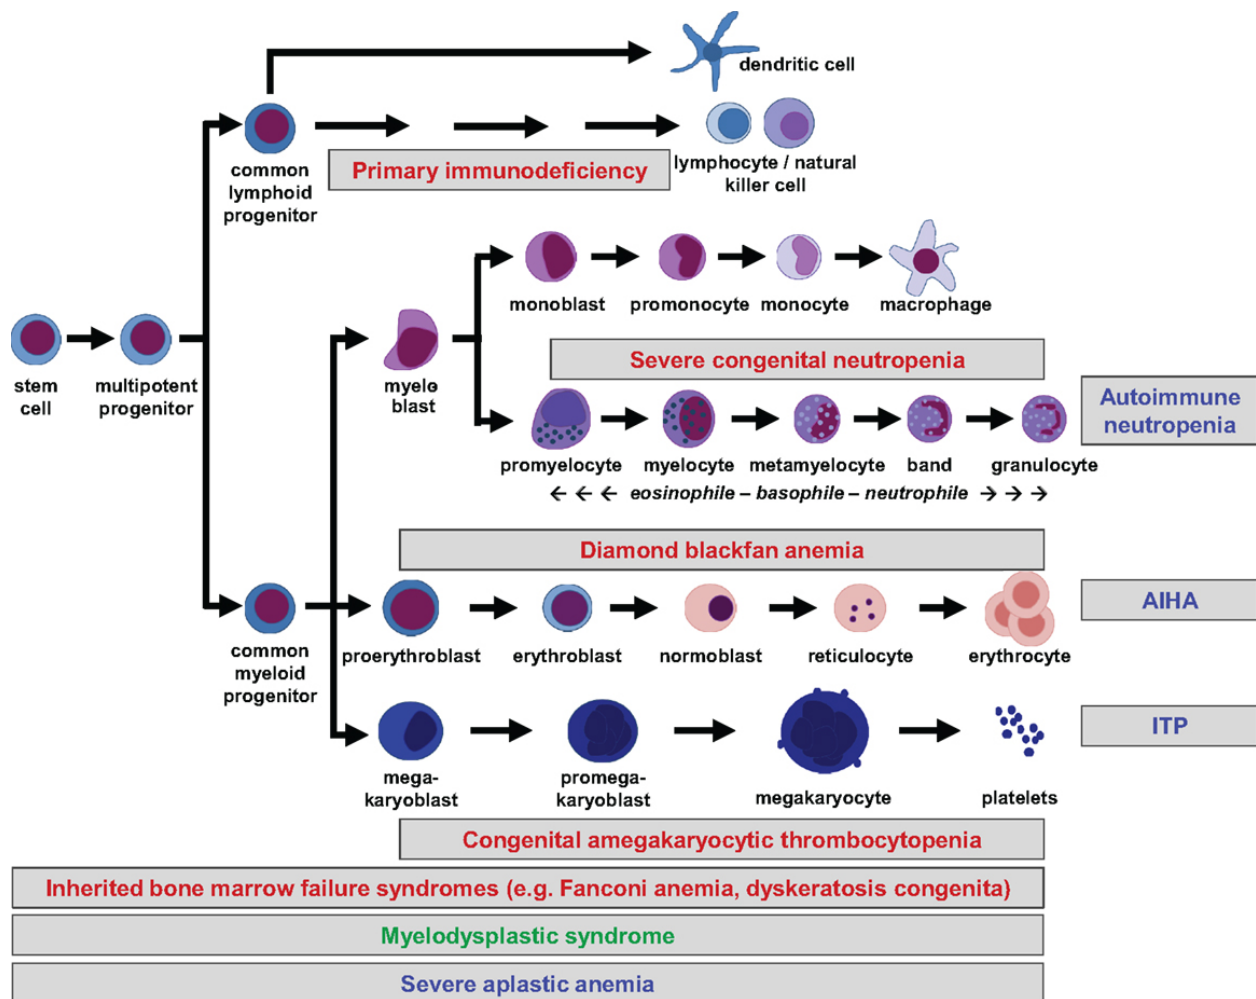 dendritic cell
common
lymphoid
progenitor
Primary immunodeficiency
lymphocyte / natural
killer cell
monoblast
promonocyte
monocyte
macrophage
stem
cell
multipotent
progenitor
myelo
blast
Severe congenital neutropenia
Autoimmune
neutropenia
promyelocyte
myelocyte
metamyelocyte
band
granulocyte
← ← ← eosinophile – basophile – neutrophile → → →
Diamond blackfan anemia
AIHA
common
myeloid
progenitor
proerythroblast
erythroblast
normoblast
reticulocyte
erythrocyte
ITP
mega-
karyoblast
promega-
karyoblast
megakaryocyte
platelets
Congenital amegakaryocytic thrombocytopenia
Inherited bone marrow failure syndromes (e.g. Fanconi anemia, dyskeratosis congenita)
Myelodysplastic syndrome
Severe aplastic anemia